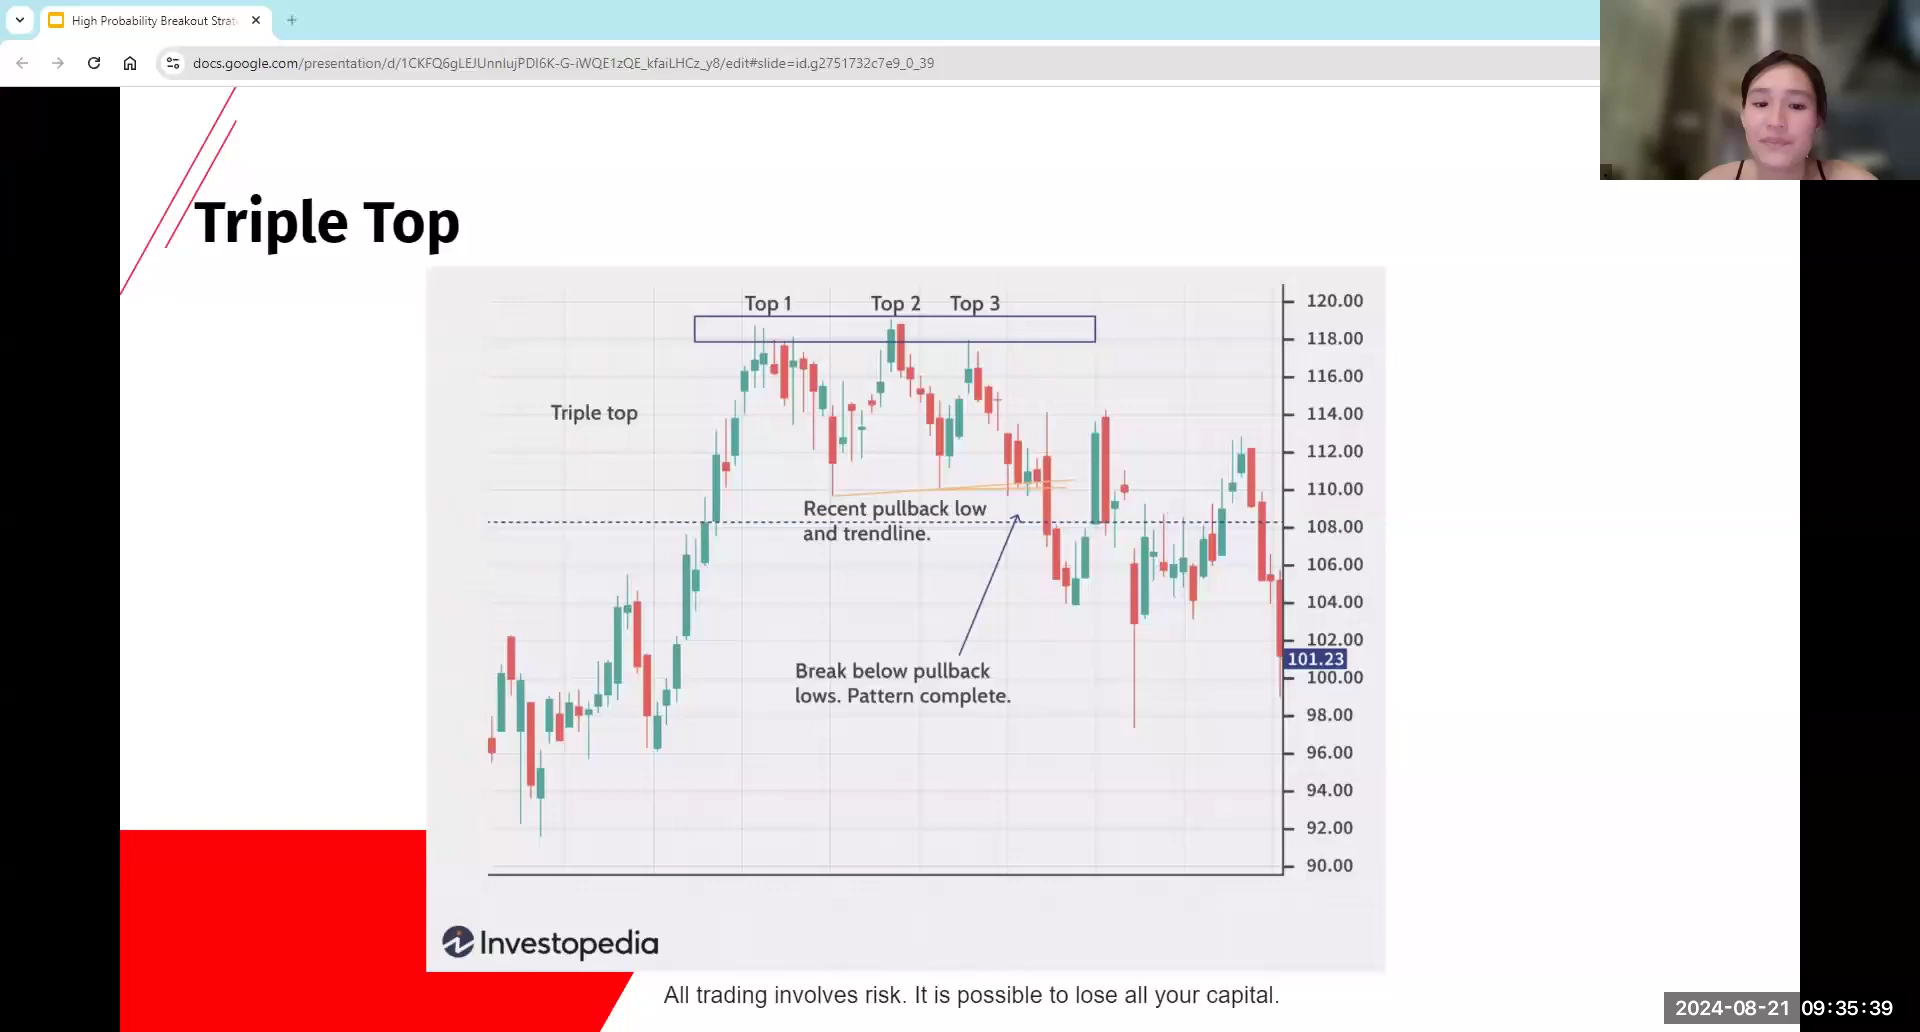 High Probability Breakout Strat
docs.google.com/presentation/d/1CKFQ6gLEJUnnlujPDI6K-G-iWQE1zQE_kfaiLHCz_y8/edit#slide=id.g2751732c7e9_0_39
Triple Top
Top 1 Top 2 Top 3
Triple top
Recent pullback low
and trendline.
Break below pullback
lows. Pattern complete.
120.00
118.00
116.00
114.00
112.00
110.00
108.00
106.00
104.00
102.00
101.23
100.00
98.00
96.00
94.00
92.00
90.00
Investopedia
All trading involves risk. It is possible to lose all your capital.
2024-08-21 09:35:39